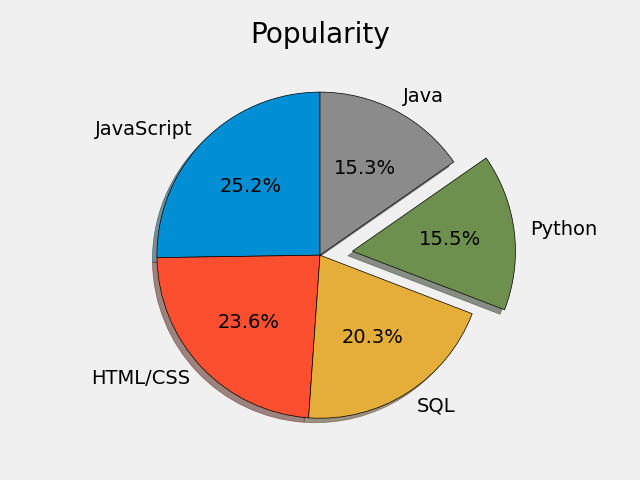 Popularity
Java
JavaScript
15.3%
25.2%
Python
15.5%
23.6%
20.3%
HTML/CSS
SQL